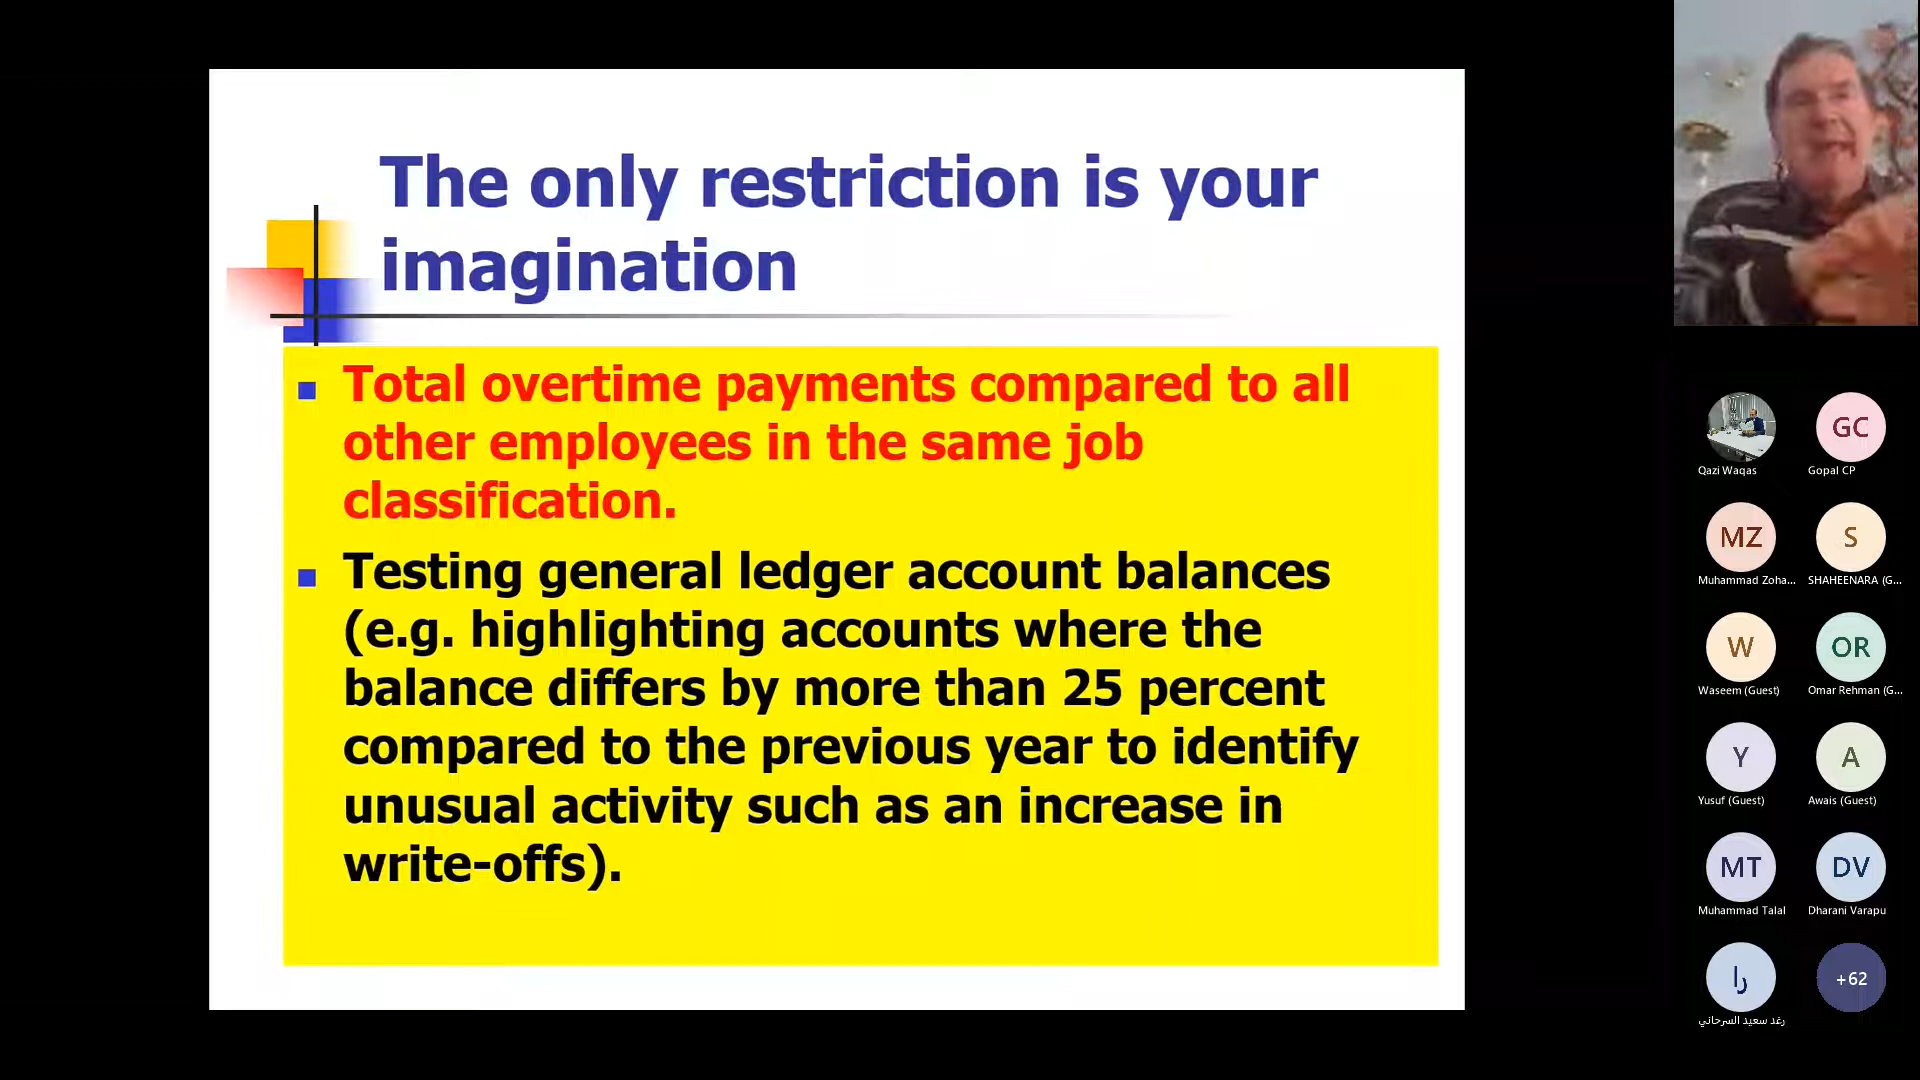 The only restriction is your
imagination
Total overtime payments compared to all
other employees in the same job
classification.
Testing general ledger account balances
(e.g. highlighting accounts where the
balance differs by more than 25 percent
compared to the previous year to identify
unusual activity such as an increase in
write-offs).
Qazi Waqas
GC
Gopal CP
MZ
Muhammad Zoha...
S
SHAHEENARA (G...
W
Waseem (Guest)
OR
Omar Rehman (G...
Y
Yusuf (Guest)
A
Awais (Guest)
MT
Muhammad Talal
DV
Dharani Varapu
را
رغد سعيد السرحاني
+62